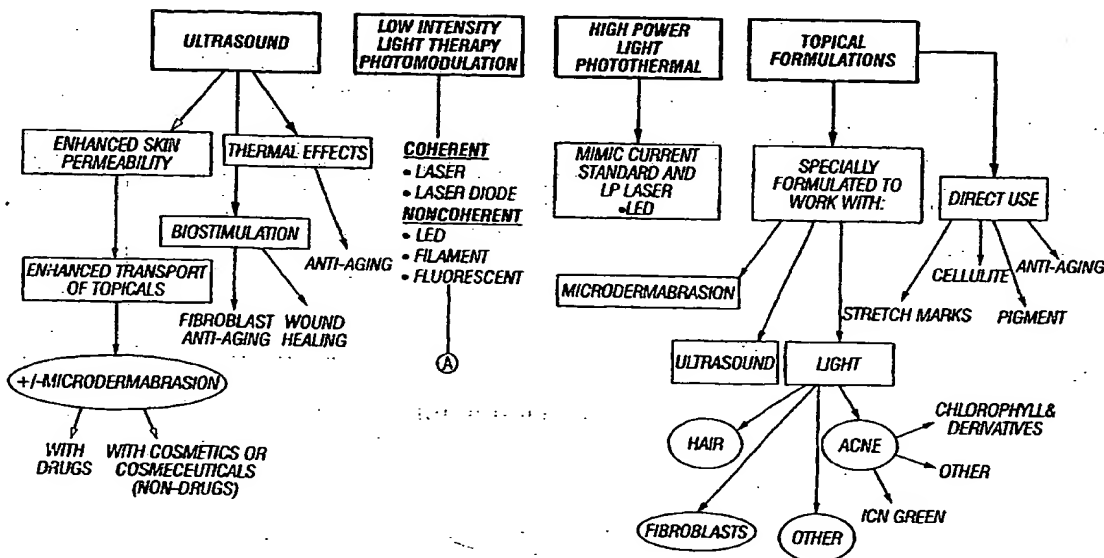 ULTRASOUND
ENHANCED SKIN
PERMEABILITY
THERMAL EFFECTS
BIOSTIMULATION
ANTI-AGING
ENHANCED TRANSPORT
OF TOPICALS
FIBROBLAST
ANTI-AGING
WOUND
HEALING
+/-MICRODERMABRASION
WITH
DRUGS
WITH COSMETICS OR
COSMECEUTICALS
(NON-DRUGS)
LOW INTENSITY
LIGHT THERAPY
PHOTOMODULATION
COHERENT
• LASER
• LASER DIODE
NONCOHERENT
• LED
• FILAMENT
• FLUORESCENT
A
HIGH POWER
LIGHT
PHOTOTHERMAL
MIMIC CURRENT
STANDARD AND
LP LASER
•LED
TOPICAL
FORMULATIONS
SPECIALLY
FORMULATED TO
WORK WITH:
DIRECT USE
MICRODERMABRASION
STRETCH MARKS
CELLULITE
PIGMENT
ANTI-AGING
ULTRASOUND
LIGHT
HAIR
ACNE
CHLOROPHYLL&
DERIVATIVES
OTHER
ICN GREEN
FIBROBLASTS
OTHER